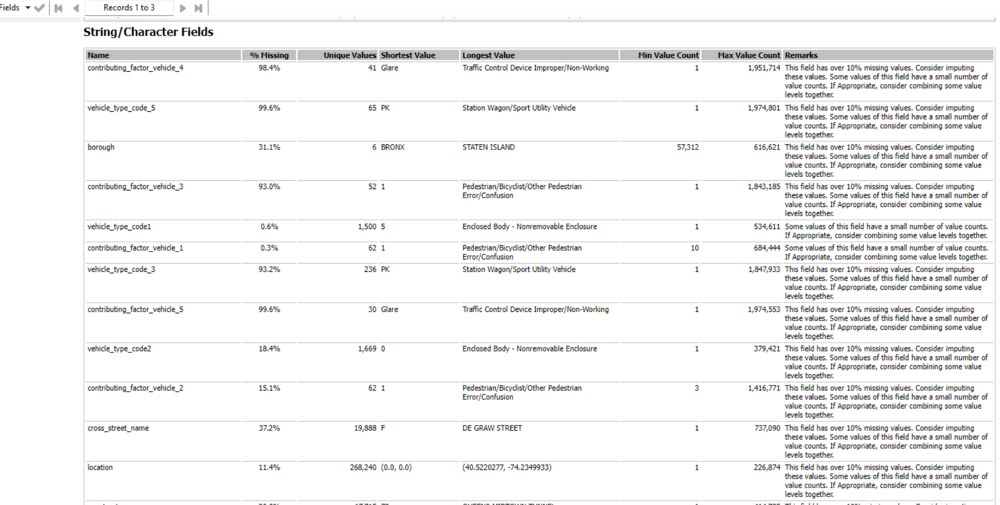 Fields
Records 1 to 3
String/Character Fields
Name % Missing Unique Values Shortest Value Longest Value Min Value Count Max Value Count Remarks
contributing_factor_vehicle_4 98.4% 41 Glare Traffic Control Device Improper/Non-Working 1 1,951,714 This field has over 10% missing values. Consider imputing
these values. Some values of this field have a small number of
value counts. If Appropriate, consider combining some value
levels together.
vehicle_type_code_5 99.6% 65 PK Station Wagon/Sport Utility Vehicle 1 1,974,801 This field has over 10% missing values. Consider imputing
these values. Some values of this field have a small number of
value counts. If Appropriate, consider combining some value
levels together.
borough 31.1% 6 BRONX STATEN ISLAND 57,312 616,621 This field has over 10% missing values. Consider imputing
these values. Some values of this field have a small number of
value counts. If Appropriate, consider combining some value
levels together.
contributing_factor_vehicle_3 93.0% 52 1 Pedestrian/Bicyclist/Other Pedestrian 1 1,843,185 This field has over 10% missing values. Consider imputing
Error/Confusion these values. Some values of this field have a small number of
value counts. If Appropriate, consider combining some value
levels together.
vehicle_type_code1 0.6% 1,500 5 Enclosed Body - Nonremovable Enclosure 1 534,611 Some values of this field have a small number of value counts.
If Appropriate, consider combining some value levels together.
contributing_factor_vehicle_1 0.3% 62 1 Pedestrian/Bicyclist/Other Pedestrian 10 684,444 Some values of this field have a small number of value counts.
Error/Confusion If Appropriate, consider combining some value levels together.
vehicle_type_code_3 93.2% 236 PK Station Wagon/Sport Utility Vehicle 1 1,847,933 This field has over 10% missing values. Consider imputing
these values. Some values of this field have a small number of
value counts. If Appropriate, consider combining some value
levels together.
contributing_factor_vehicle_5 99.6% 30 Glare Traffic Control Device Improper/Non-Working 1 1,974,553 This field has over 10% missing values. Consider imputing
these values. Some values of this field have a small number of
value counts. If Appropriate, consider combining some value
levels together.
vehicle_type_code2 18.4% 1,669 0 Enclosed Body - Nonremovable Enclosure 1 379,421 This field has over 10% missing values. Consider imputing
these values. Some values of this field have a small number of
value counts. If Appropriate, consider combining some value
levels together.
contributing_factor_vehicle_2 15.1% 62 1 Pedestrian/Bicyclist/Other Pedestrian 3 1,416,771 This field has over 10% missing values. Consider imputing
Error/Confusion these values. Some values of this field have a small number of
value counts. If Appropriate, consider combining some value
levels together.
cross_street_name 37.2% 19,888 F DE GRAW STREET 1 737,090 This field has over 10% missing values. Consider imputing
these values. Some values of this field have a small number of
value counts. If Appropriate, consider combining some value
levels together.
location 11.4% 268,240 (0.0, 0.0) (40.5220277, -74.2349933) 1 226,874 This field has over 10% missing values. Consider imputing
these values. Some values of this field have a small number of
value counts. If Appropriate, consider combining some value
levels together.